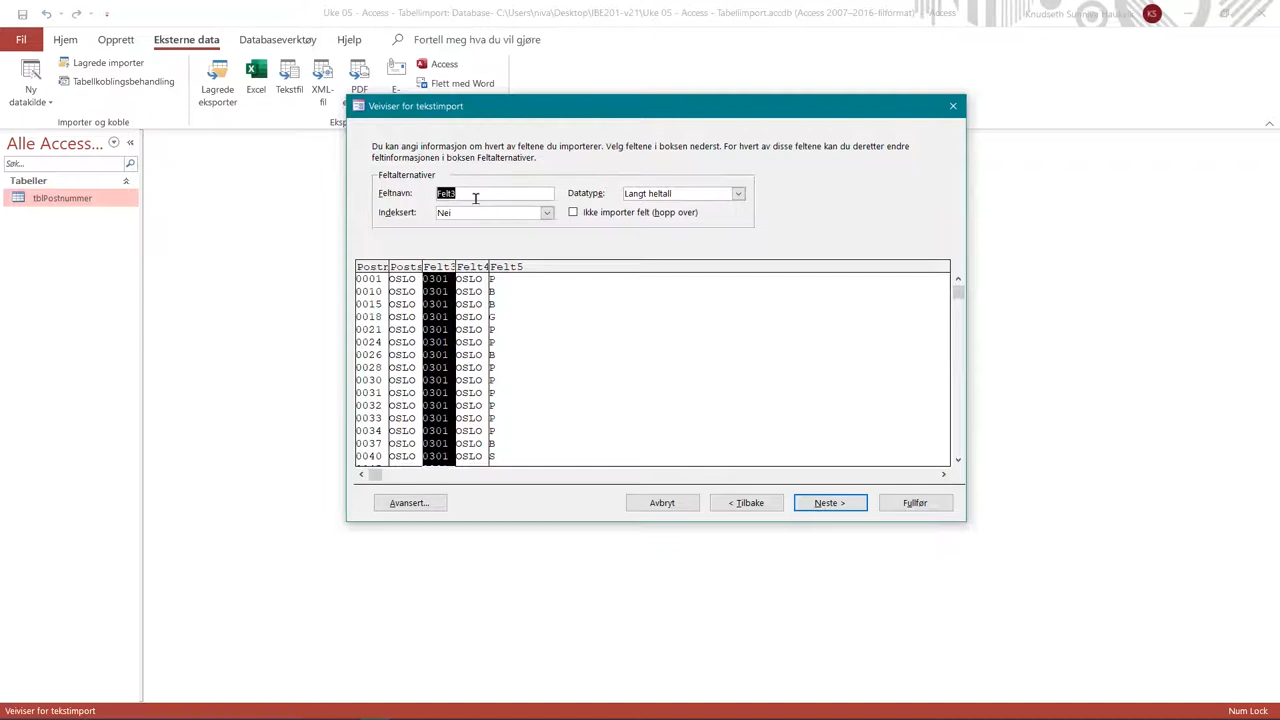 Uke 05 - Access - Tabellimport: Database- C:\Users\niva\Desktop\IBE201-v21\Uke 05 - Access - Tabellimport.accdb (Access 2007–2016-filformat) - Access
Knudseth Sunniva Haukvik
KS
Fil
Hjem
Opprett
Eksterne data
Databaseverktøy
Hjelp
Fortell meg hva du vil gjøre
Ny datakilde
Lagrede importer
Tabellkoblingsbehandling
Importer og koble
Lagrede eksporter
Excel
Tekstfil
XML-fil
PDF
E-
Access
Flett med Word
Alle Access...
Søk...
Tabeller
tblPostnummer
Veiviser for tekstimport
Du kan angi informasjon om hvert av feltene du importerer. Velg feltene i boksen nederst. For hvert av disse feltene kan du deretter endre
feltinformasjonen i boksen Feltalternativer.
Feltalternativer
Feltnavn: Felt3
Datatype: Langt heltall
Indeksert: Nei
Ikke importer felt (hopp over)
Postr Posts Felt3 Felt4 Felt5
0001 OSLO 0301 OSLO P
0010 OSLO 0301 OSLO B
0015 OSLO 0301 OSLO B
0018 OSLO 0301 OSLO G
0021 OSLO 0301 OSLO P
0024 OSLO 0301 OSLO P
0026 OSLO 0301 OSLO B
0028 OSLO 0301 OSLO P
0030 OSLO 0301 OSLO P
0031 OSLO 0301 OSLO P
0032 OSLO 0301 OSLO P
0033 OSLO 0301 OSLO P
0034 OSLO 0301 OSLO P
0037 OSLO 0301 OSLO B
0040 OSLO 0301 OSLO S
Avansert...
Avbryt
< Tilbake
Neste >
Fullfør
Veiviser for tekstimport
Num Lock